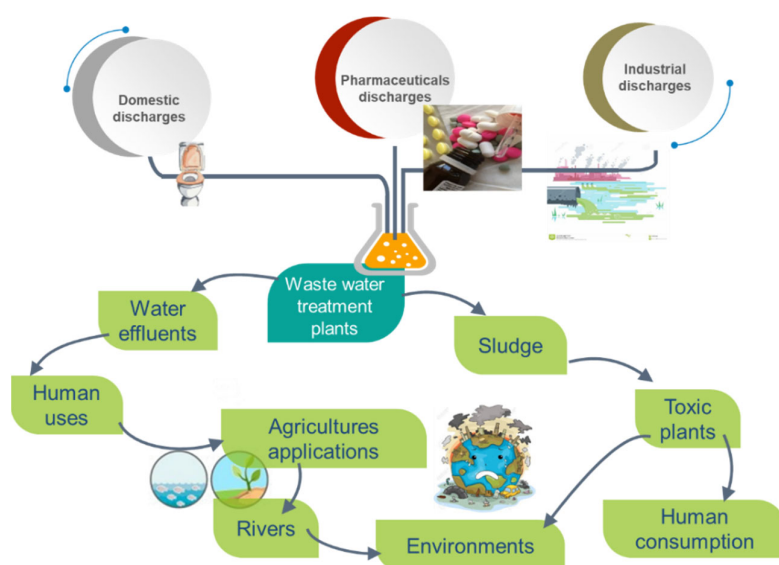 Domestic
discharges
Pharmaceuticals
discharges
Industrial
discharges
Waste water
treatment
plants
Water
effluents
Sludge
Human
uses
Agricultures
applications
Toxic
plants
Rivers
Environments
Human
consumption